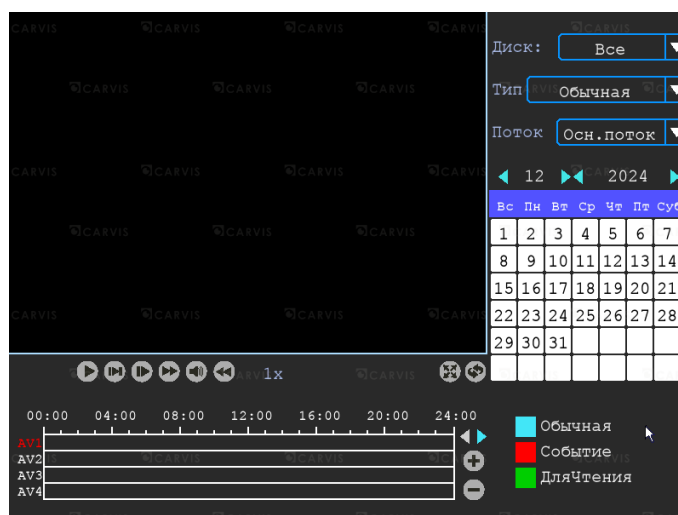 Диск: Все
Тип Обычная
Поток Осн.поток
12 2024
Вс Пн Вт Ср Чт Пт Суб
1 2 3 4 5 6 7
8 9 10 11 12 13 14
15 16 17 18 19 20 21
22 23 24 25 26 27 28
29 30 31
1x
00:00 04:00 08:00 12:00 16:00 20:00 24:00
AV1
AV2
AV3
AV4
Обычная
Событие
ДляЧтения
CARVIS